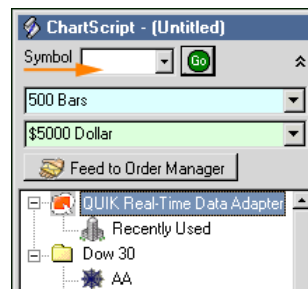 ChartScript - (Untitled)
Symbol Go
500 Bars
$5000 Dollar
Feed to Order Manager
QUIK Real-Time Data Adapter
Recently Used
Dow 30
AA